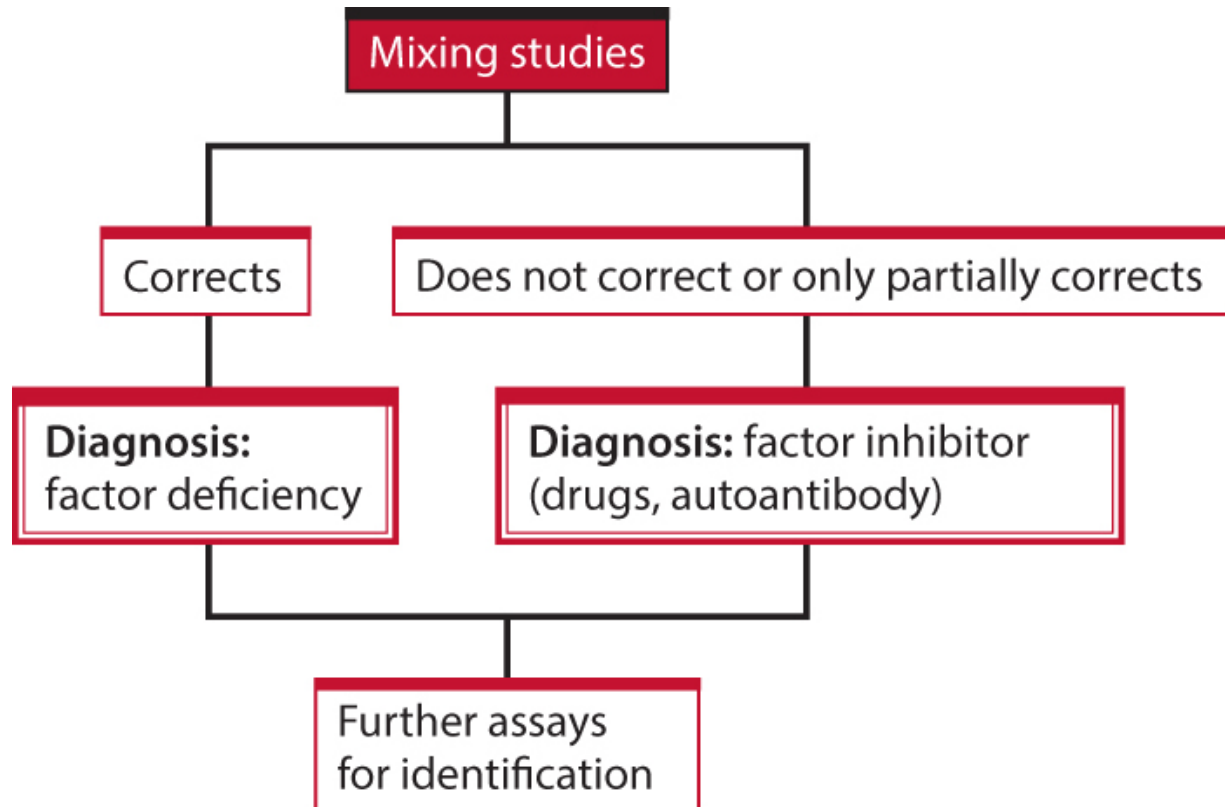 Mixing studies
Corrects
Does not correct or only partially corrects
Diagnosis:
factor deficiency
Diagnosis: factor inhibitor
(drugs, autoantibody)
Further assays
for identification